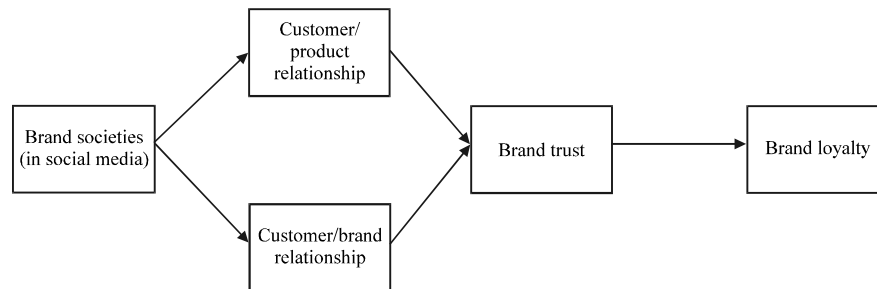 Customer/
product
relationship
Brand societies
(in social media)
Brand trust
Brand loyalty
Customer/brand
relationship